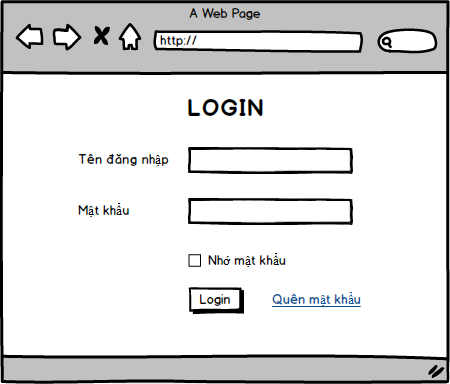 A Web Page
http://
LOGIN
Tên đăng nhập
Mật khẩu
Nhớ mật khẩu
Login Quên mật khẩu